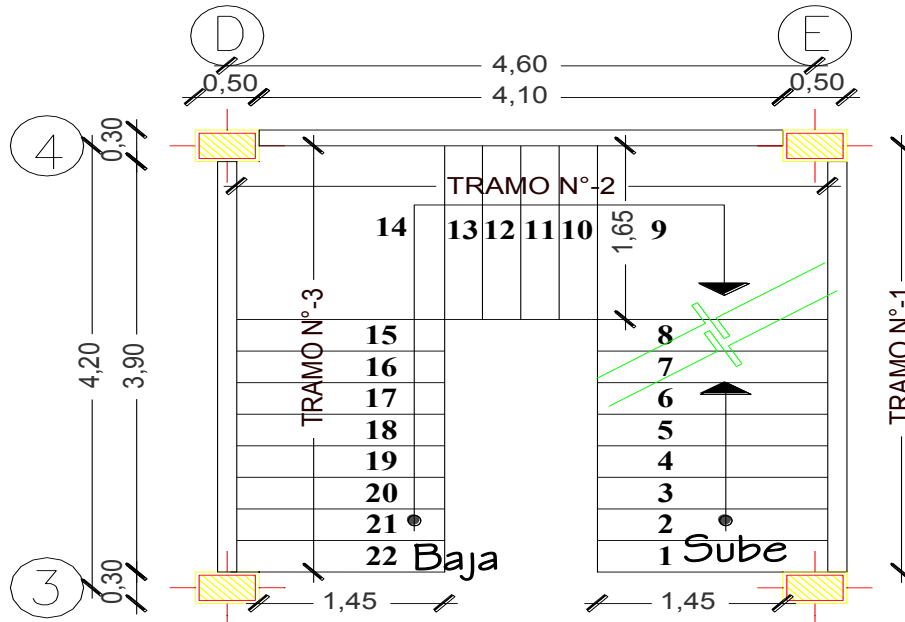 D E
4,60
0,50 4,10 0,50
4 0,30
TRAMO N°-2
14 13 12 11 10 1,65 9
4,20 3,90 TRAMO N°-3 TRAMO N°-1
15 8
16 7
17 6
18 5
19 4
20 3
21 2
22 Baja 1 Sube
3 0,30
1,45 1,45